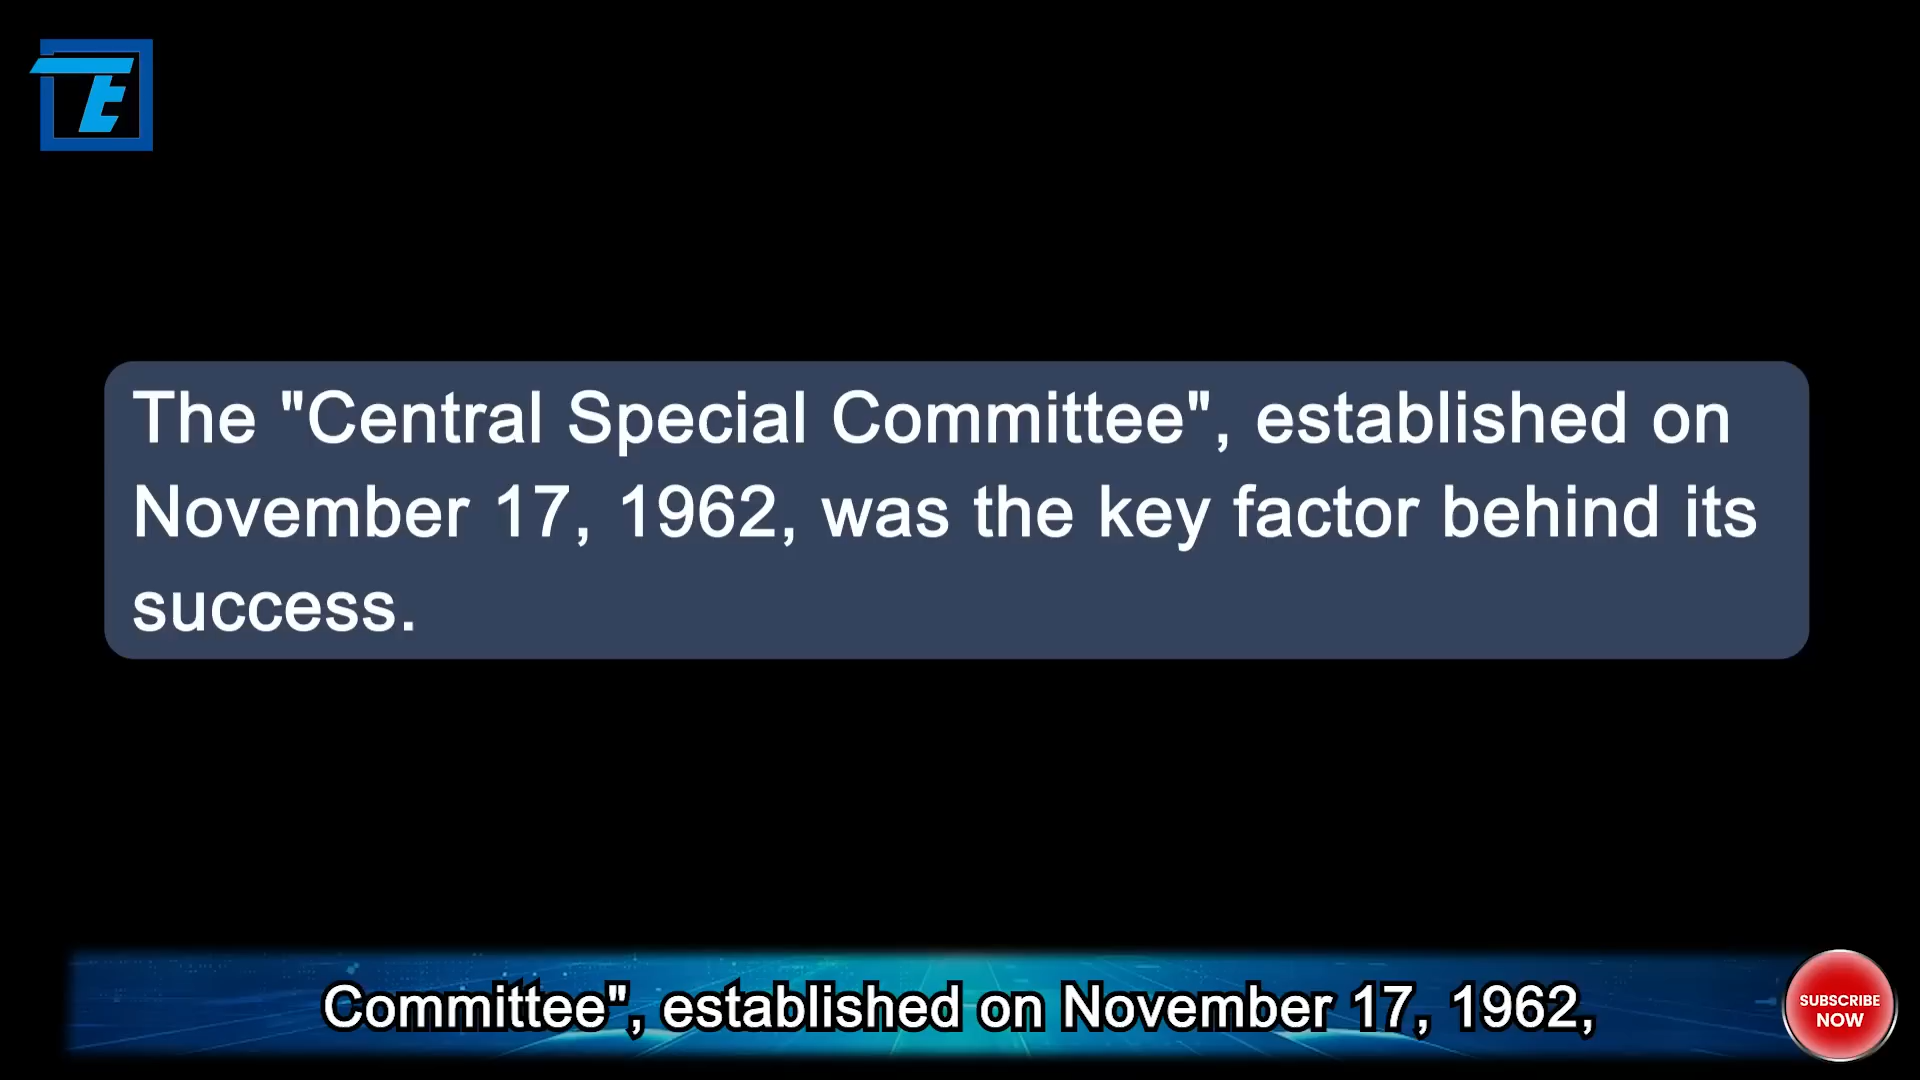 TE
The "Central Special Committee", established on
November 17, 1962, was the key factor behind its
success.
Committee", established on November 17, 1962,
SUBSCRIBE
NOW